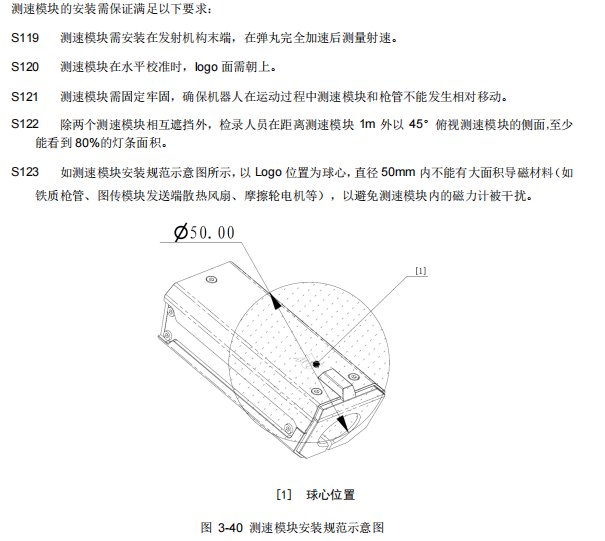 测速模块的安装需保证满足以下要求：
S119 测速模块需安装在发射机构末端，在弹丸完全加速后测量射速。
S120 测速模块在水平校准时，logo 面需朝上。
S121 测速模块需固定牢固，确保机器人在运动过程中测速模块和枪管不能发生相对移动。
S122 除两个测速模块相互遮挡外，检录人员在距离测速模块 1m 外以 45° 俯视测速模块的侧面，至少
能看到 80%的灯条面积。
S123 如测速模块安装规范示意图所示，以 Logo 位置为球心，直径 50mm 内不能有大面积导磁材料（如
铁质枪管、图传模块发送端散热风扇、摩擦轮电机等），以避免测速模块内的磁力计被干扰。
Ø50.00
[1]
[1] 球心位置
图 3-40 测速模块安装规范示意图